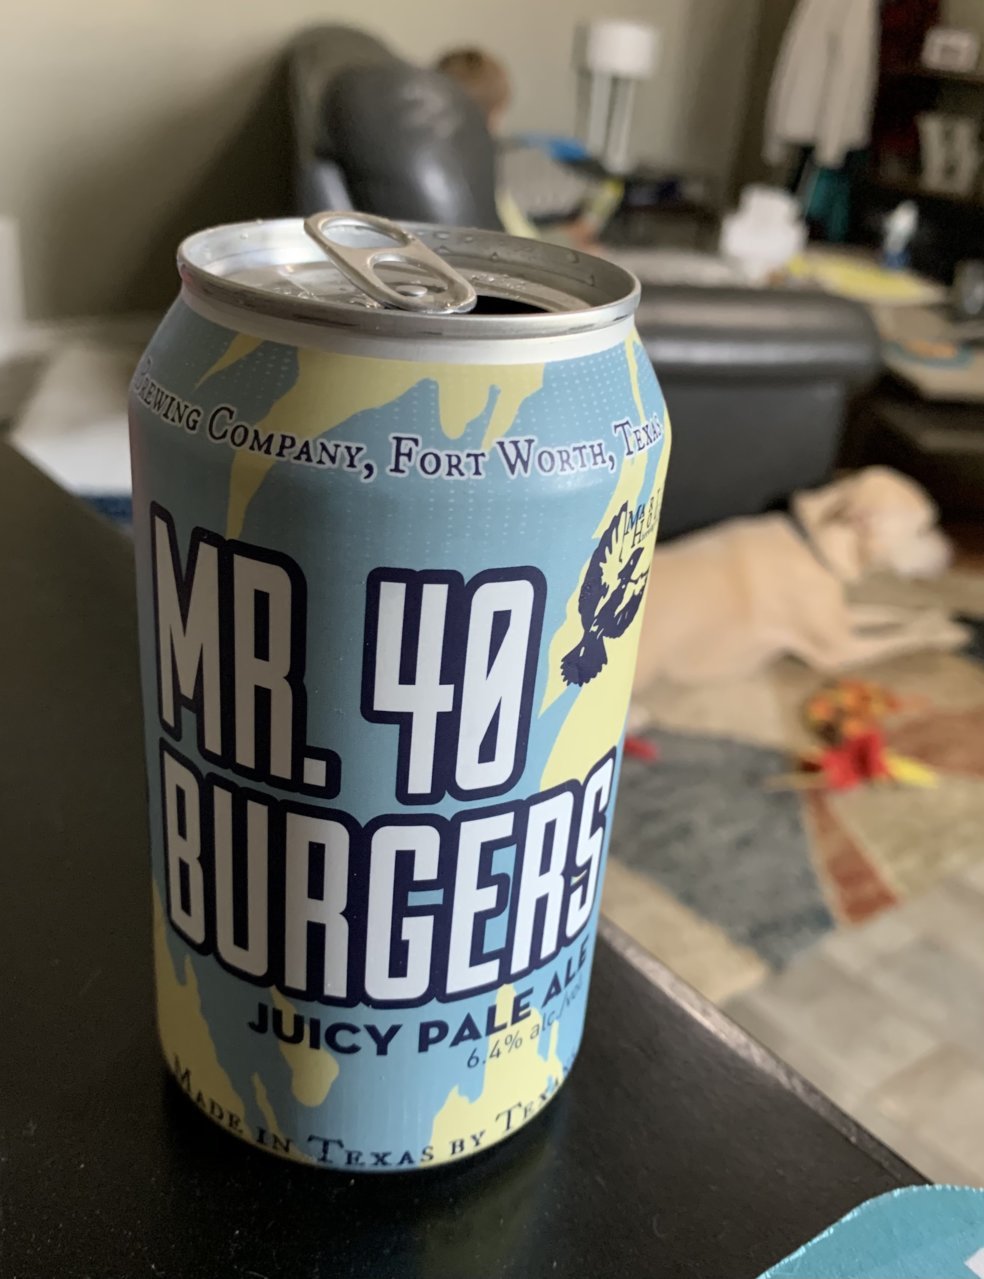 Brewing Company, Fort Worth, Texas
MR. 40
BURGERS
JUICY PALE ALE
6.4% alc./vol
Made in Texas by Texans